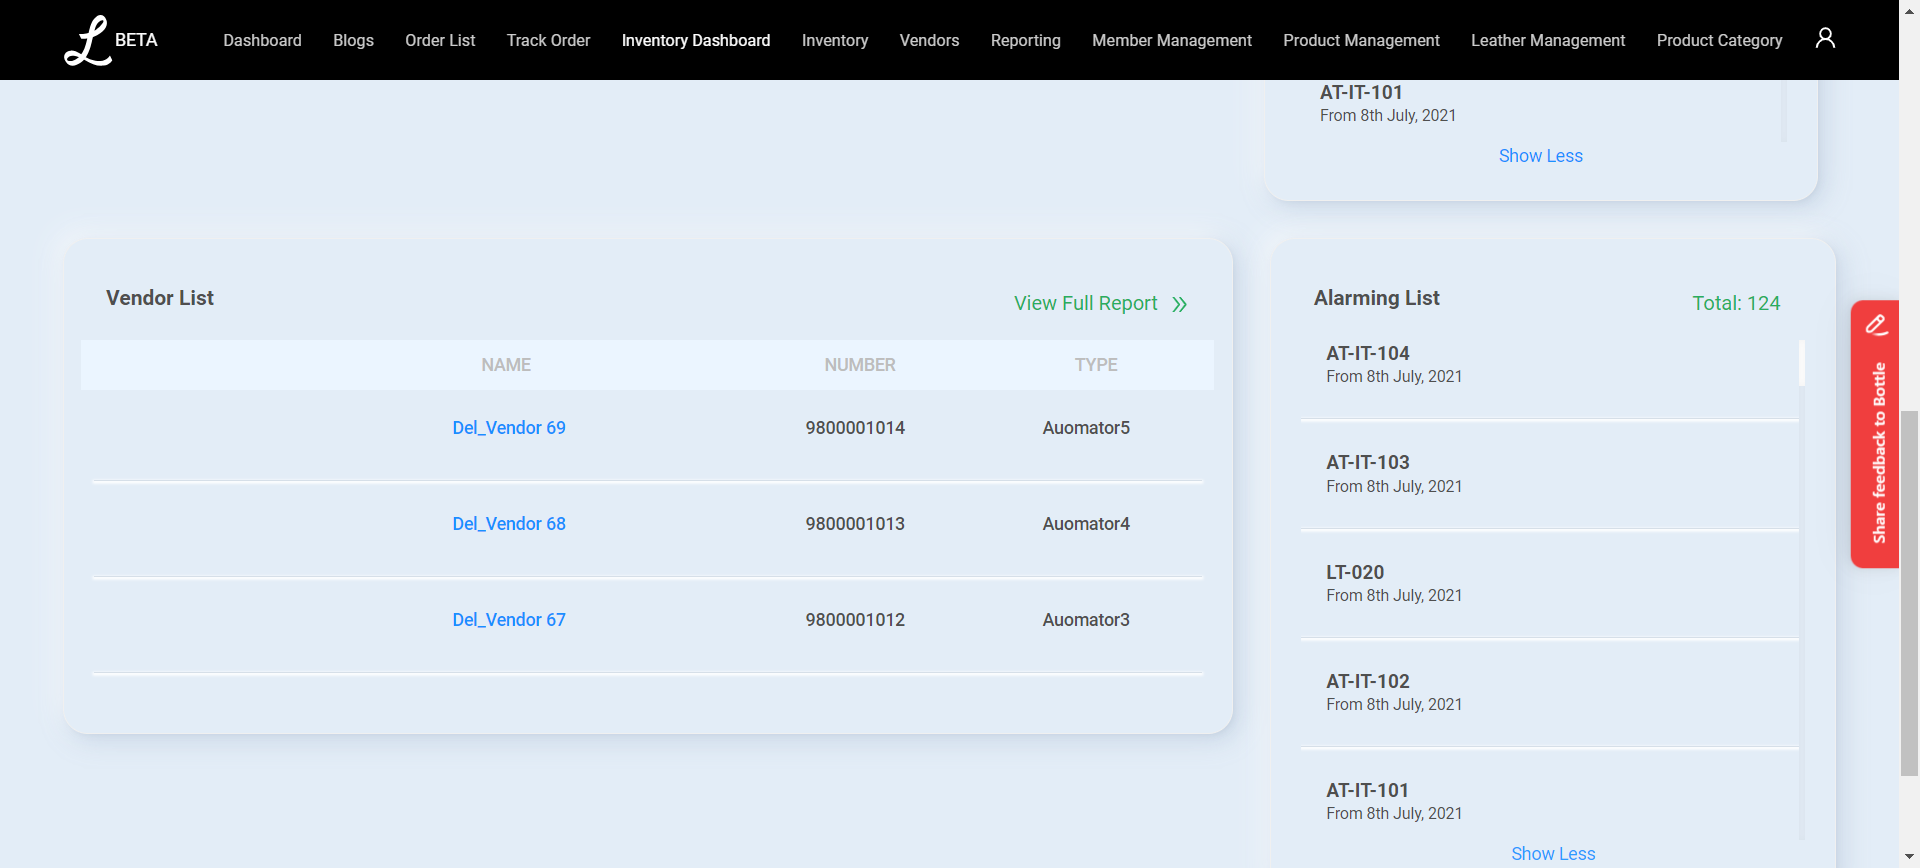 L BETA Dashboard Blogs Order List Track Order Inventory Dashboard Inventory Vendors Reporting Member Management Product Management Leather Management Product Category
AT-IT-101
From 8th July, 2021
Show Less
Vendor List
View Full Report
NAME NUMBER TYPE
Del_Vendor 69 9800001014 Auomator5
Del_Vendor 68 9800001013 Auomator4
Del_Vendor 67 9800001012 Auomator3
Alarming List
Total: 124
AT-IT-104
From 8th July, 2021
AT-IT-103
From 8th July, 2021
LT-020
From 8th July, 2021
AT-IT-102
From 8th July, 2021
AT-IT-101
From 8th July, 2021
Show Less
Share feedback to Bottle